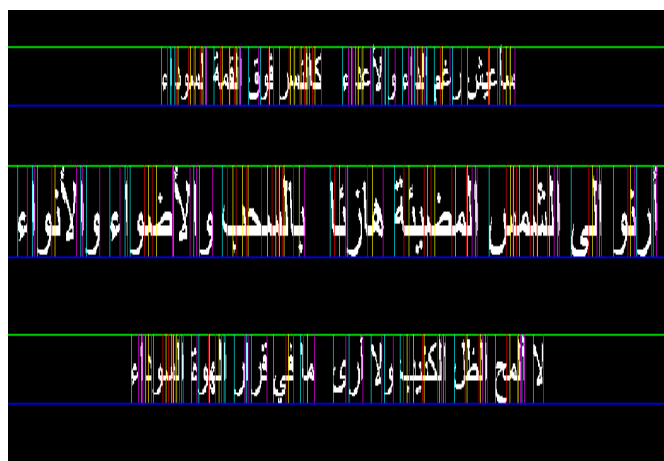 سأعيش رغم الداء والأعداء كالنسر فوق القمة السوداء
أرنو الى الشمس المضيئة هازئا بالسحب والأضواء والأنواء
لا ألمح الظل الكئيب ولا أرى ما في قرار الهوة السوداء